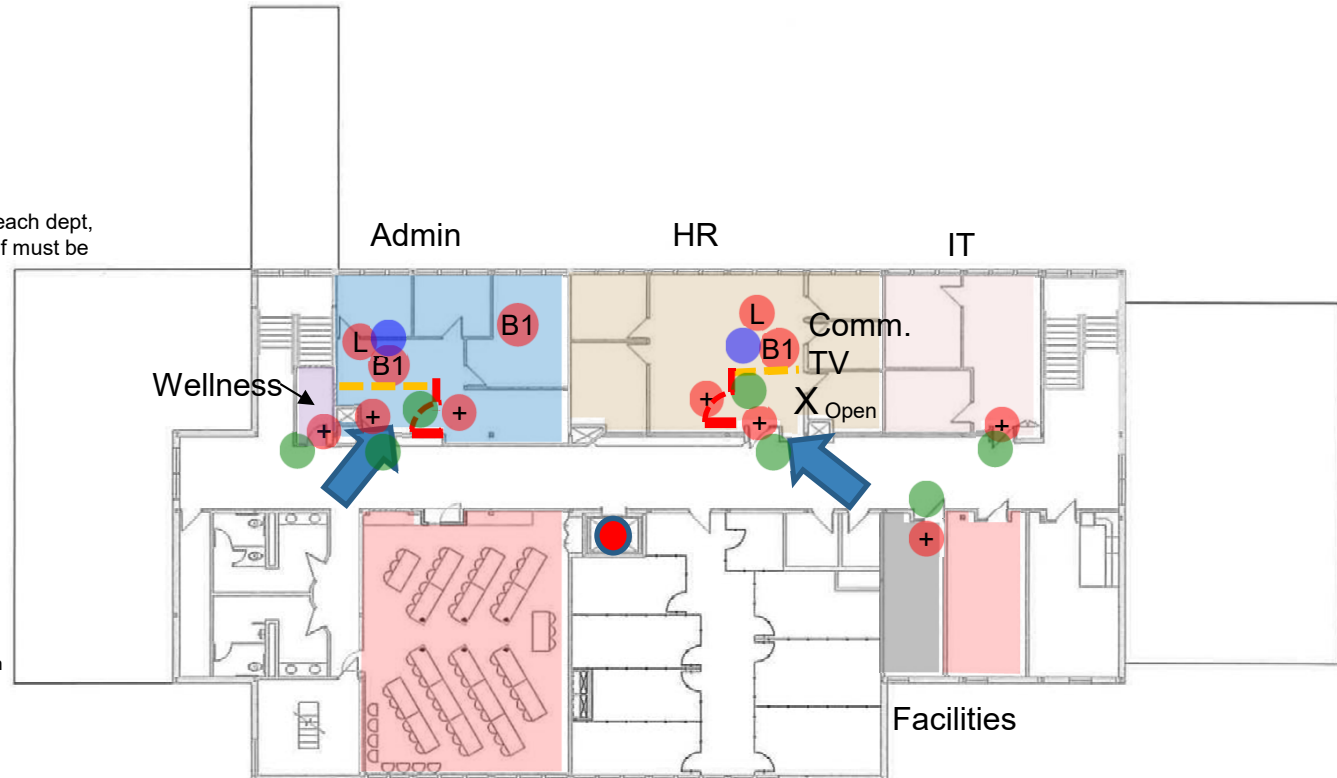 each dept,
f must be
Admin
HR
IT
B1
L
B1
L
B1
Comm.
TV
X Open
Wellness
+
+
+
+
+
+
+
Facilities